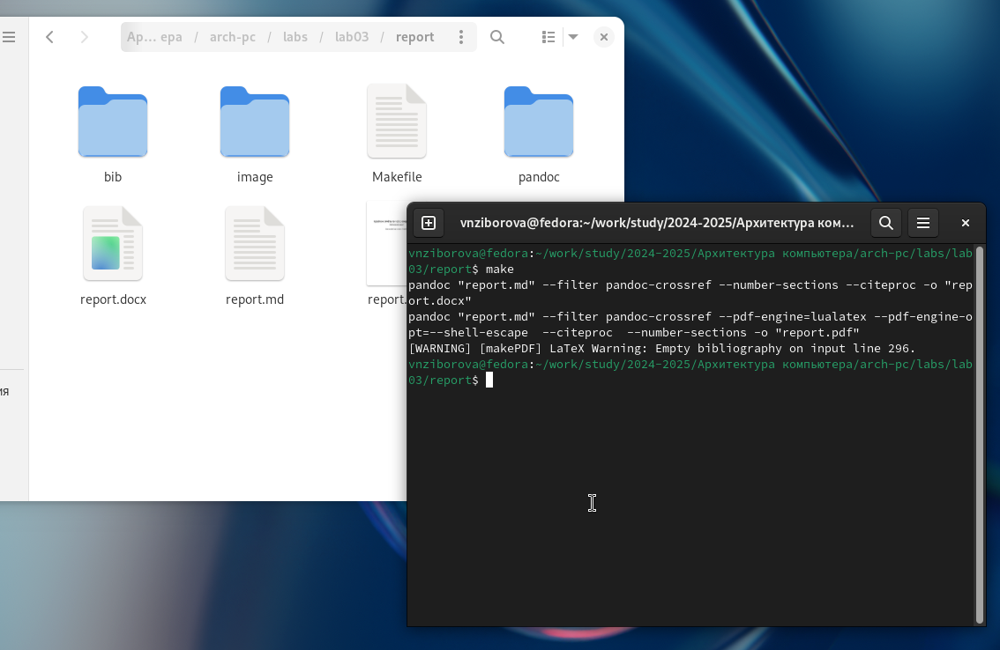 Ар… ера / arch-pc / labs / lab03 / report
bib
image
Makefile
pandoc
report.docx
report.md
report.
ия
vnziborova@fedora:~/work/study/2024-2025/Архитектура ком…
vnziborova@fedora:~/work/study/2024-2025/Архитектура компьютера/arch-pc/labs/lab
03/report$ make
pandoc "report.md" --filter pandoc-crossref --number-sections --citeproc -o "rep
ort.docx"
pandoc "report.md" --filter pandoc-crossref --pdf-engine=lualatex --pdf-engine-o
pt=--shell-escape  --citeproc  --number-sections -o "report.pdf"
[WARNING] [makePDF] LaTeX Warning: Empty bibliography on input line 296.
vnziborova@fedora:~/work/study/2024-2025/Архитектура компьютера/arch-pc/labs/lab
03/report$